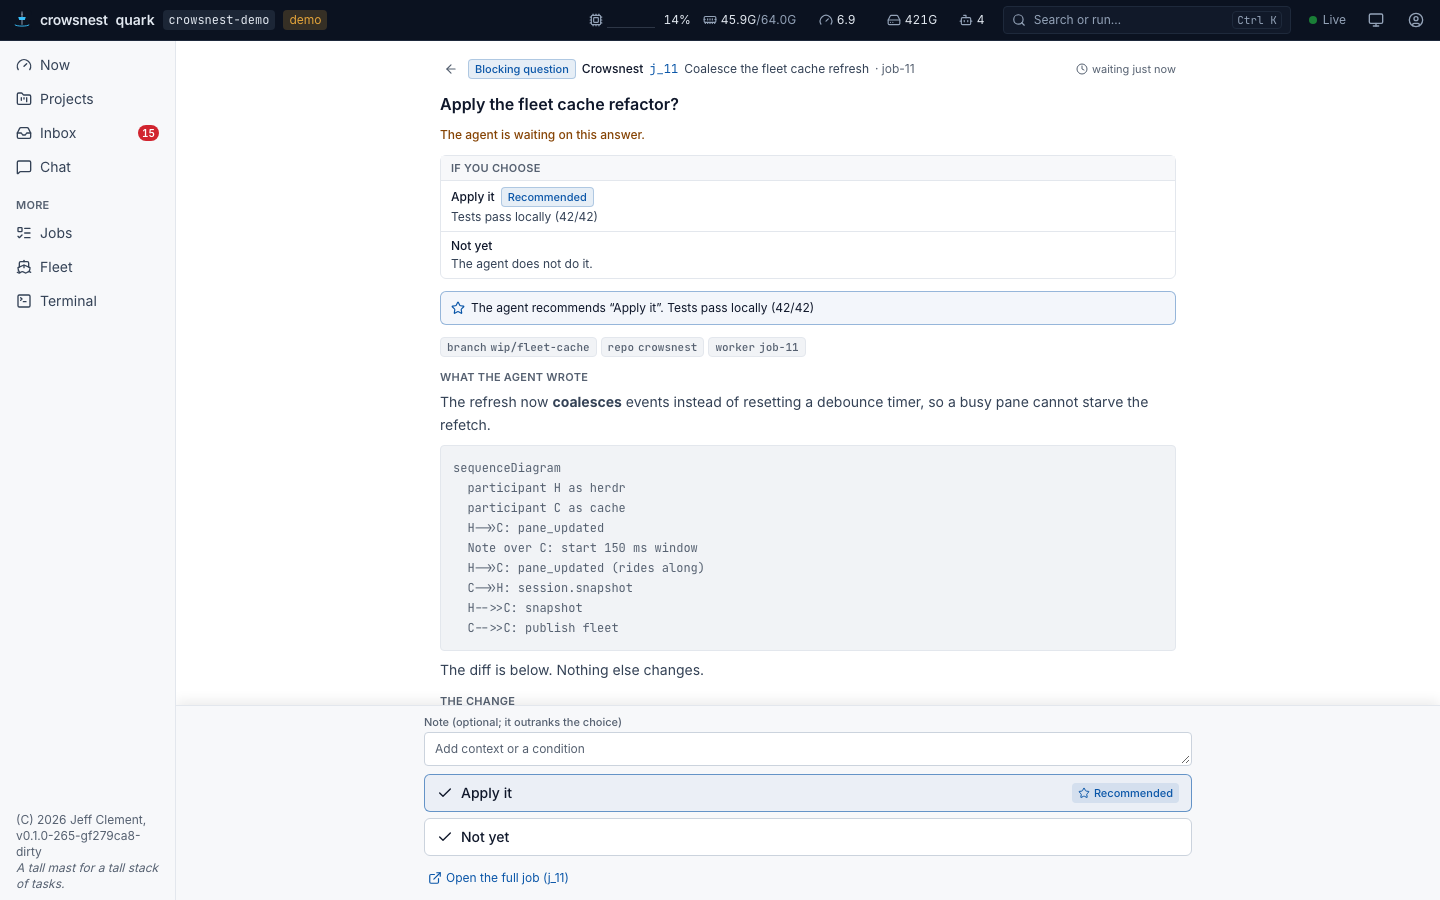 crowsnest quark crowsnest-demo demo 14% 45.9G/64.0G 6.9 421G 4 Search or run... Ctrl K Live
Now
Projects
Inbox 15
Chat
MORE
Jobs
Fleet
Terminal
(C) 2026 Jeff Clement,
v0.1.0-265-gf279ca8-
dirty
A tall mast for a tall stack
of tasks.
Blocking question Crowsnest j_11 Coalesce the fleet cache refresh · job-11 waiting just now
Apply the fleet cache refactor?
The agent is waiting on this answer.
IF YOU CHOOSE
Apply it Recommended
Tests pass locally (42/42)
Not yet
The agent does not do it.
The agent recommends “Apply it”. Tests pass locally (42/42)
branch wip/fleet-cache repo crowsnest worker job-11
WHAT THE AGENT WROTE
The refresh now coalesces events instead of resetting a debounce timer, so a busy pane cannot starve the
refetch.
sequenceDiagram
participant H as herdr
participant C as cache
H->>C: pane_updated
Note over C: start 150 ms window
H->>C: pane_updated (rides along)
C->>H: session.snapshot
H-->>C: snapshot
C-->>C: publish fleet
The diff is below. Nothing else changes.
THE CHANGE
Note (optional; it outranks the choice)
Add context or a condition
Apply it Recommended
Not yet
Open the full job (j_11)